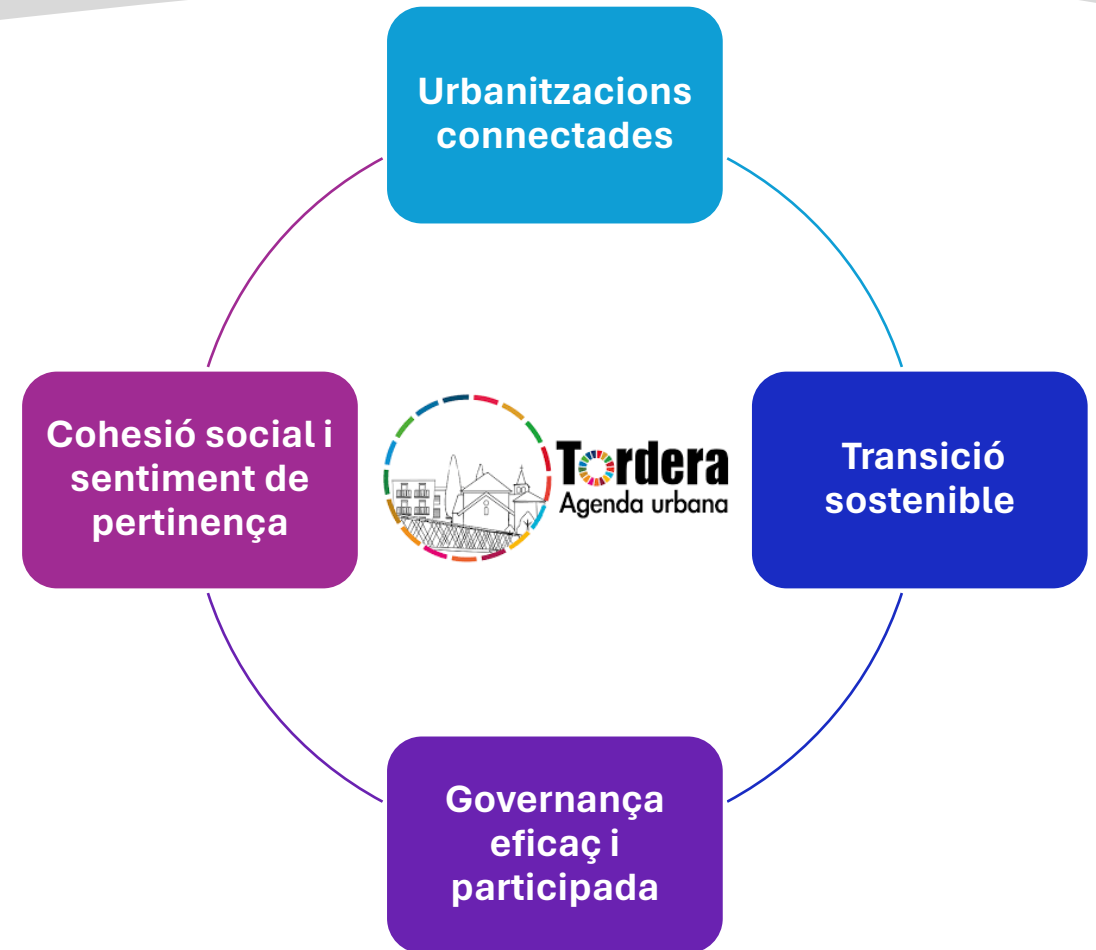 Urbanitzacions
connectades
Cohesió social i
sentiment de
pertinença
Tordera
Agenda urbana
Transició
sostenible
Governança
eficaç i
participada